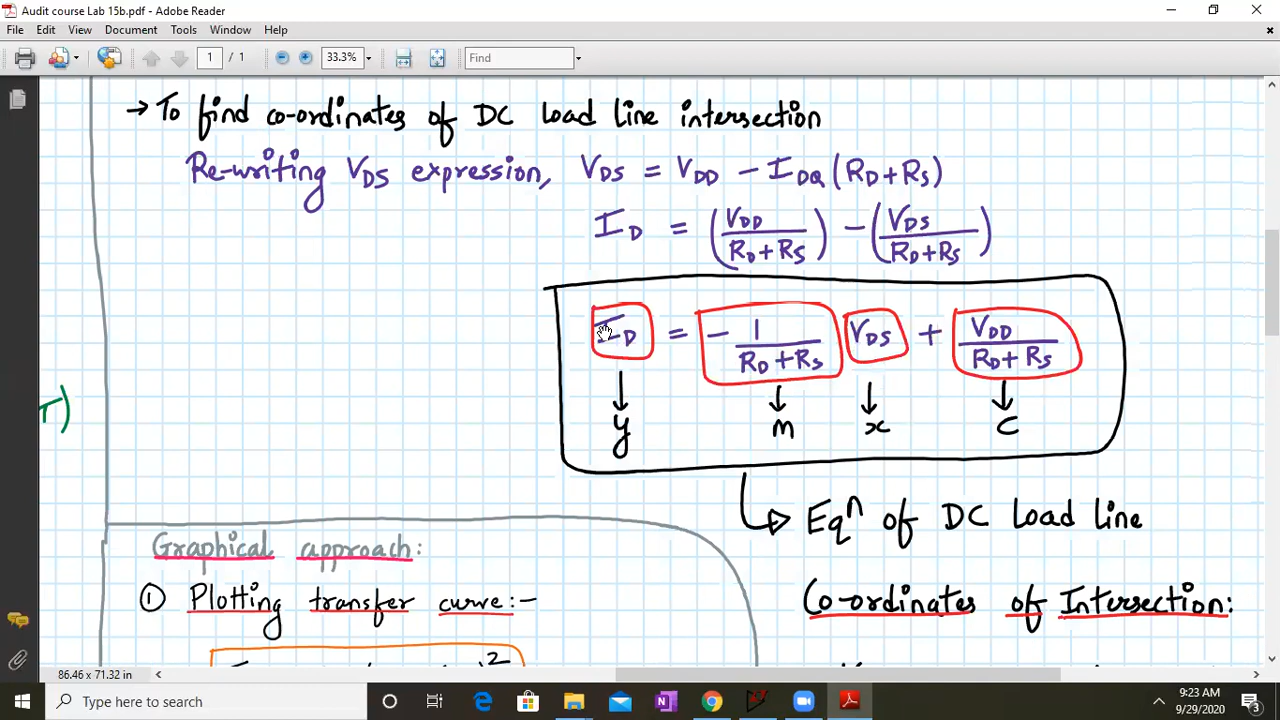 Audit course Lab 15b.pdf - Adobe Reader
File Edit View Document Tools Window Help
1 / 1 33.3% Find
→ To find co-ordinates of DC load line intersection
Re-writing VDS expression, VDS = VDD - IDQ (RD+RS)
ID = (VDD / RD+RS) - (VDS / RD+RS)
ID = - 1 / RD+RS VDS + VDD / RD+RS
↓ ↓ ↓ ↓
y m x c
T)
Eqn of DC load line
Graphical approach:
Co-ordinates of Intersection:
① Plotting transfer curve:-
2
86.46 x 71.32 in
Type here to search
9:23 AM
9/29/2020
3